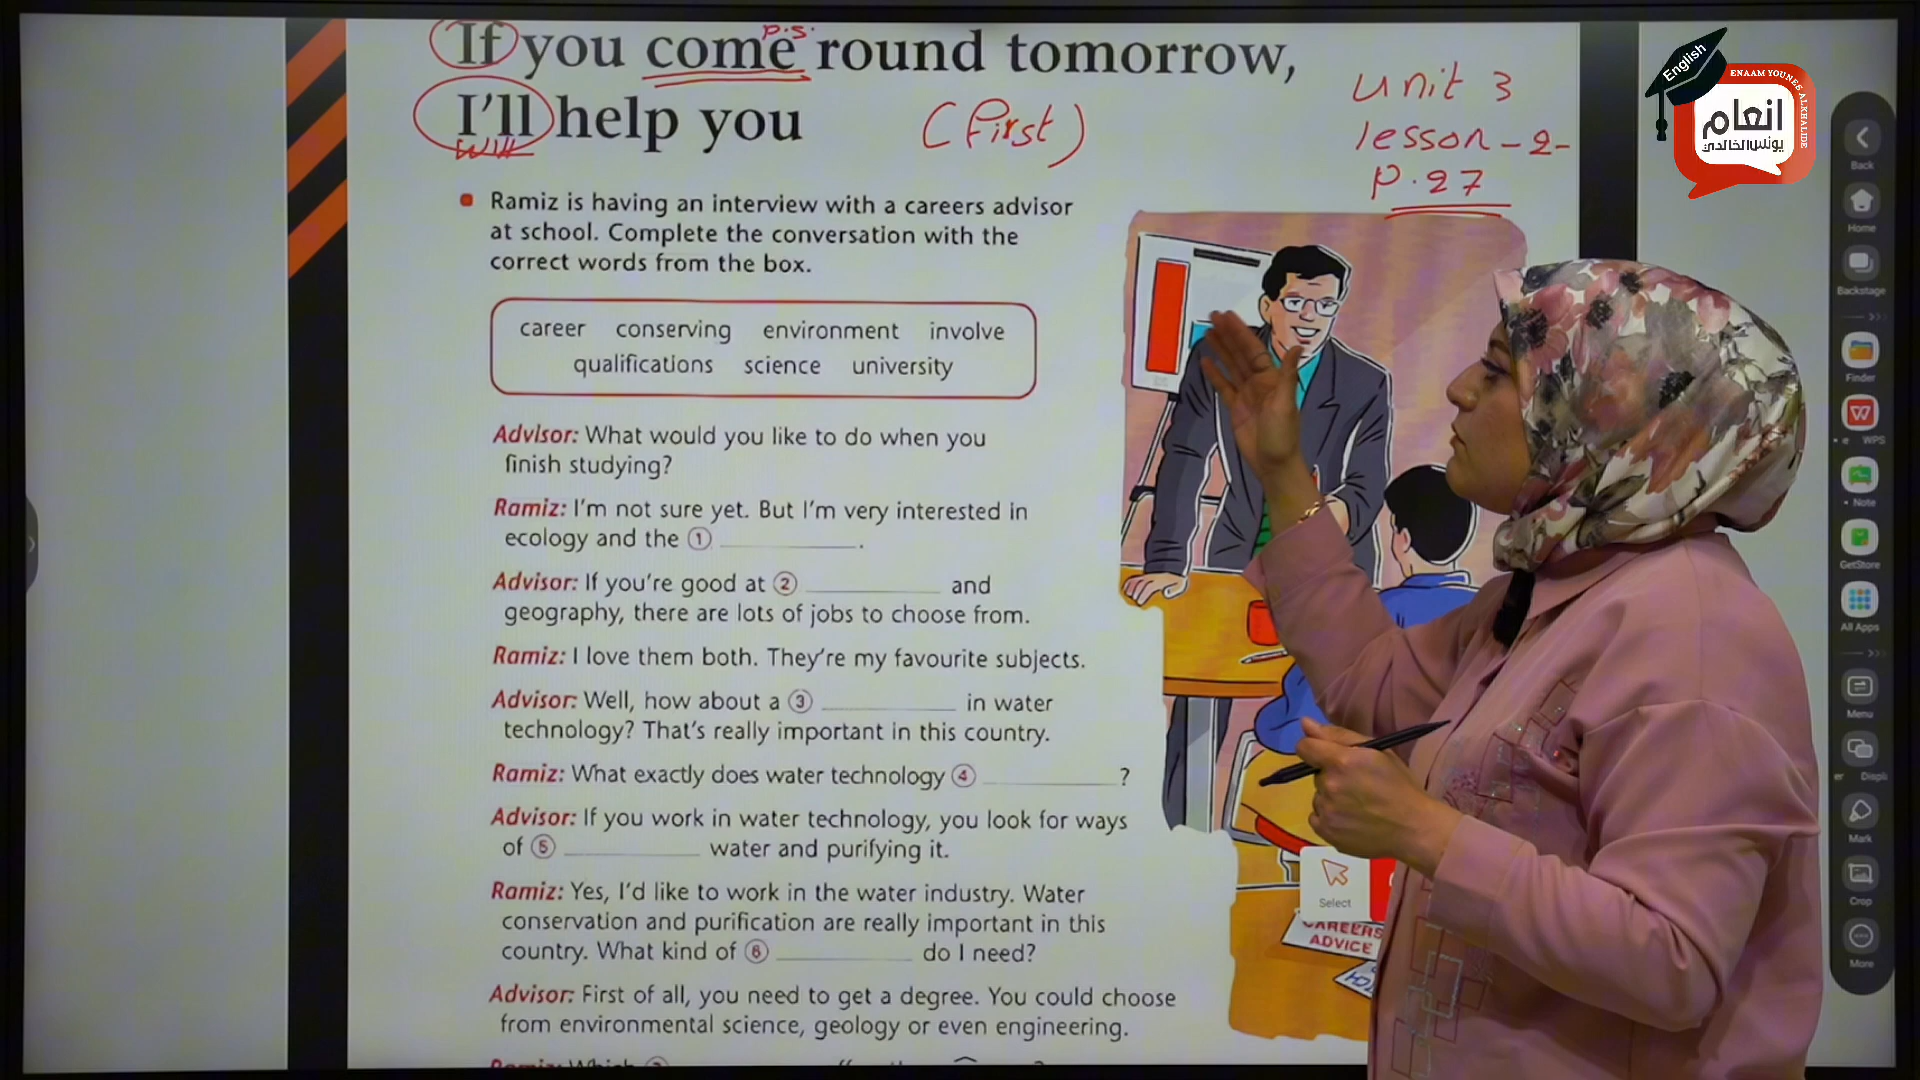 If you come round tomorrow,
p.s.
I'll help you
will
(first)
unit 3
lesson -2-
p. 27
English
ENAAM YOUNES ALKHALIDE
انعام
يونس الخالدي
Ramiz is having an interview with a careers advisor
at school. Complete the conversation with the
correct words from the box.
career conserving environment involve
qualifications science university
Advisor: What would you like to do when you
finish studying?
Ramiz: I'm not sure yet. But I'm very interested in
ecology and the ① ____________.
Advisor: If you're good at ② ____________ and
geography, there are lots of jobs to choose from.
Ramiz: I love them both. They're my favourite subjects.
Advisor: Well, how about a ③ ____________ in water
technology? That's really important in this country.
Ramiz: What exactly does water technology ④ ____________?
Advisor: If you work in water technology, you look for ways
of ⑤ ____________ water and purifying it.
Ramiz: Yes, I'd like to work in the water industry. Water
conservation and purification are really important in this
country. What kind of ⑥ ____________ do I need?
Advisor: First of all, you need to get a degree. You could choose
from environmental science, geology or even engineering.
Ramiz: Which
CAREERS
ADVICE
Select
Back
Home
Backstage
Finder
WPS
Note
GetStore
All Apps
Menu
Mark
Crop
More